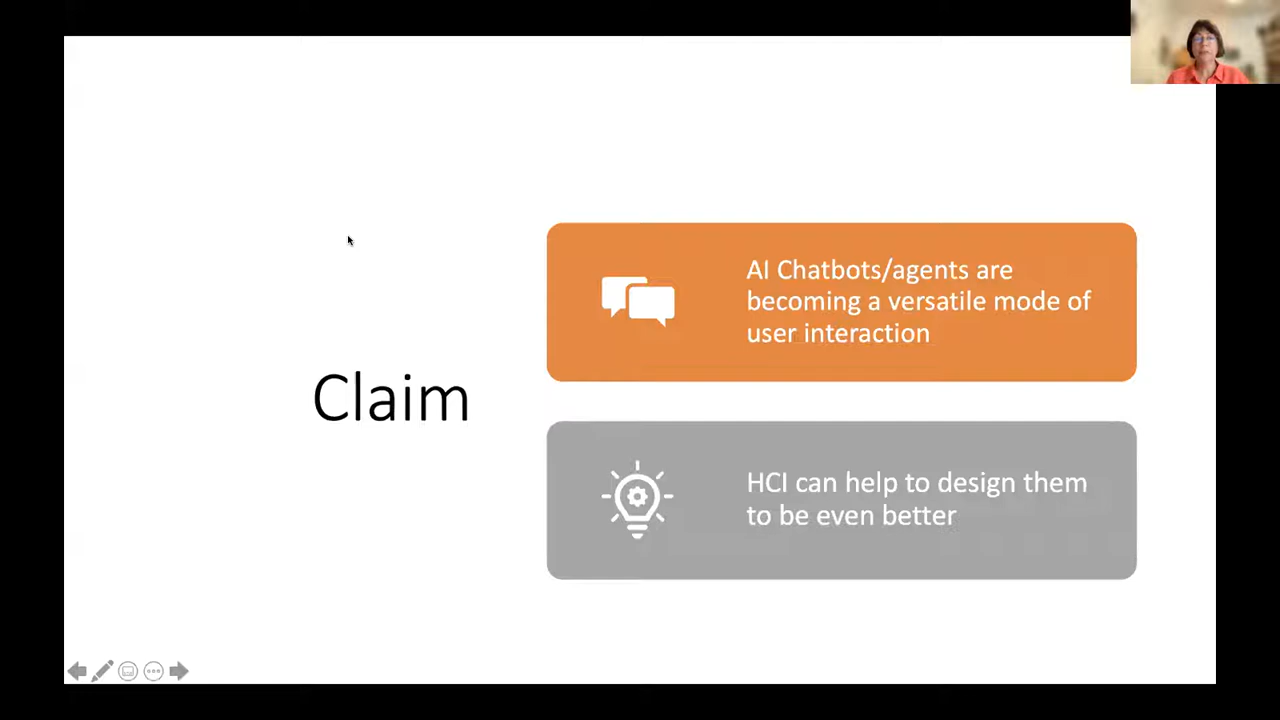 Claim
AI Chatbots/agents are
becoming a versatile mode of
user interaction
HCI can help to design them
to be even better